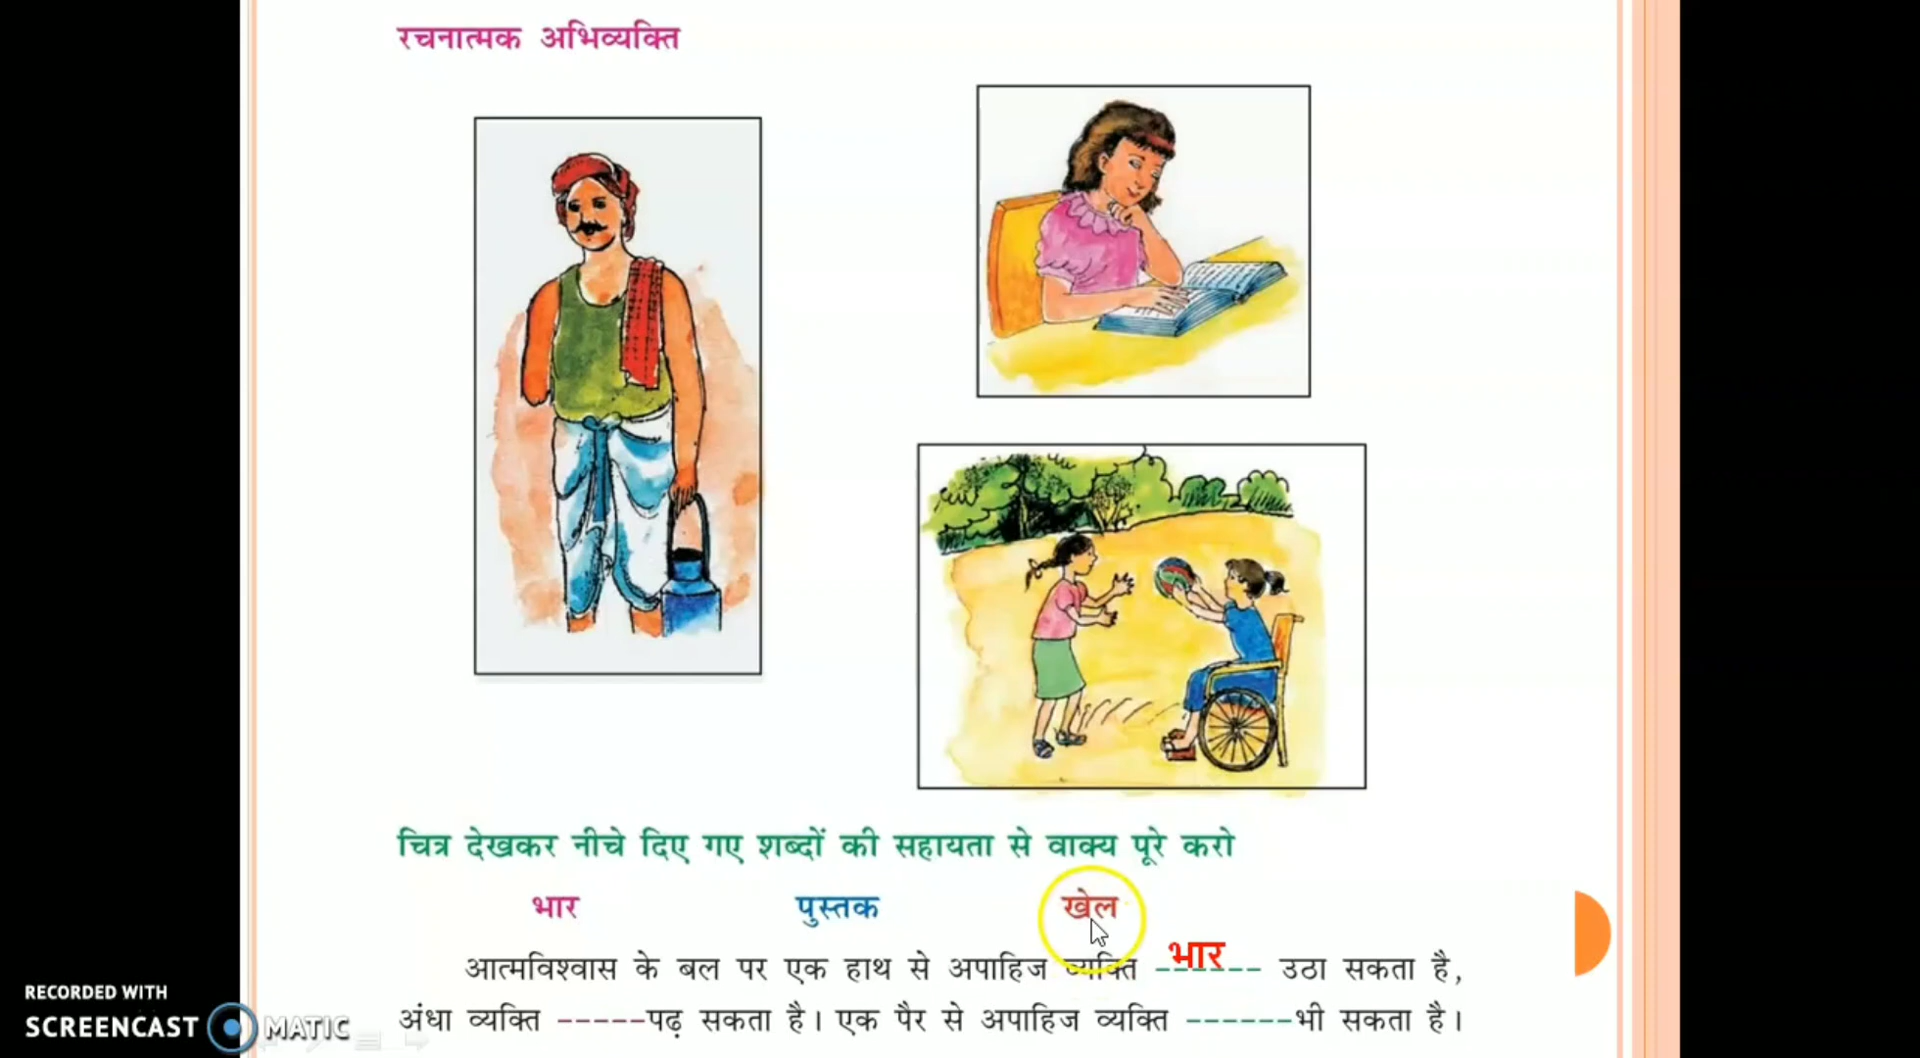 रचनात्मक अभिव्यक्ति
चित्र देखकर नीचे दिए गए शब्दों की सहायता से वाक्य पूरे करो
भार पुस्तक खेल
आत्मविश्वास के बल पर एक हाथ से अपाहिज व्यक्ति भार ------ उठा सकता है,
अंधा व्यक्ति -----पढ़ सकता है। एक पैर से अपाहिज व्यक्ति ------भी सकता है।
RECORDED WITH
SCREENCAST MATIC